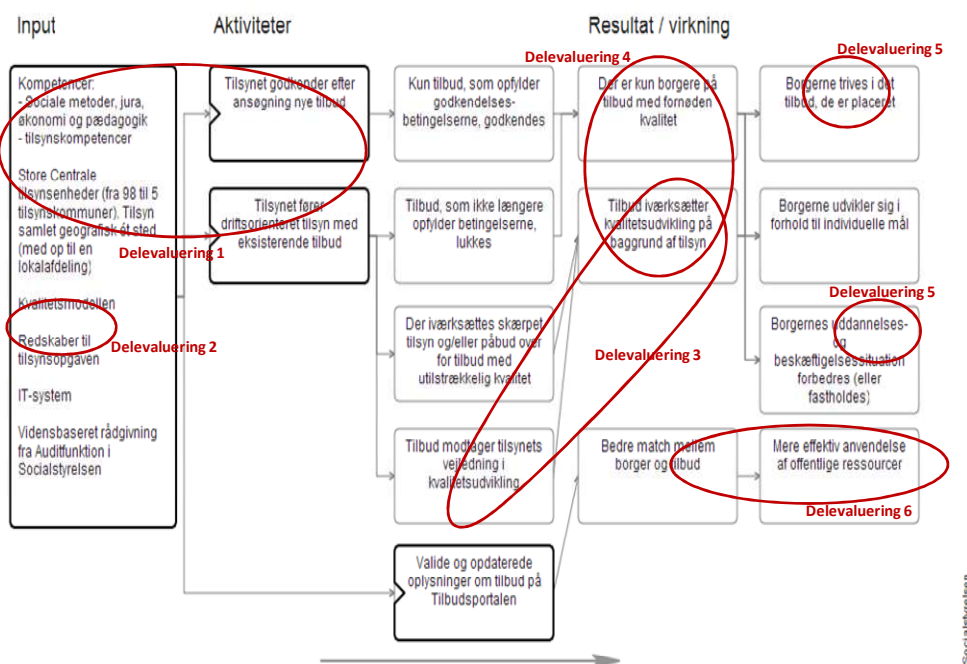 Input
Aktiviteter
Resultat / virkning
Kompetencer:
- Sociale metoder, jura,
økonomi og pædagogik
- tilsynskompetencer
Store Centrale
tilsynsenheder (fra 98 til 5
tilsynskommuner). Tilsyn
samlet geografisk ét sted
(med op til en
lokalafdeling)
Kvalitetsmodellen
Redskaber til
tilsynsopgaven
IT-system
Vidensbaseret rådgivning
fra Auditfunktion i
Socialstyrelsen
Delevaluering 1
Delevaluering 2
Tilsynet godkender efter
ansøgning nye tilbud
Tilsynet fører
driftsorienteret tilsyn med
eksisterende tilbud
Kun tilbud, som opfylder
godkendelses-
betingelserne, godkendes
Tilbud, som ikke længere
opfylder betingelserne,
lukkes
Der iværksættes skærpet
tilsyn og/eller påbud over
for tilbud med
utilstrækkelig kvalitet
Tilbud modtager tilsynets
vejledning i
kvalitetsudvikling
Valide og opdaterede
oplysninger om tilbud på
Tilbudsportalen
Delevaluering 4
Der er kun borgere på
tilbud med fornøden
kvalitet
Tilbud iværksætter
kvalitetsudvikling på
baggrund af tilsyn
Delevaluering 3
Bedre match mellem
borger og tilbud
Delevaluering 5
Borgerne trives i det
tilbud, de er placeret
Borgerne udvikler sig i
forhold til individuelle mål
Delevaluering 5
Borgernes uddannelses-
og
beskæftigelsessituation
forbedres (eller
fastholdes)
Mere effektiv anvendelse
af offentlige ressourcer
Delevaluering 6
Socialstyrelsen